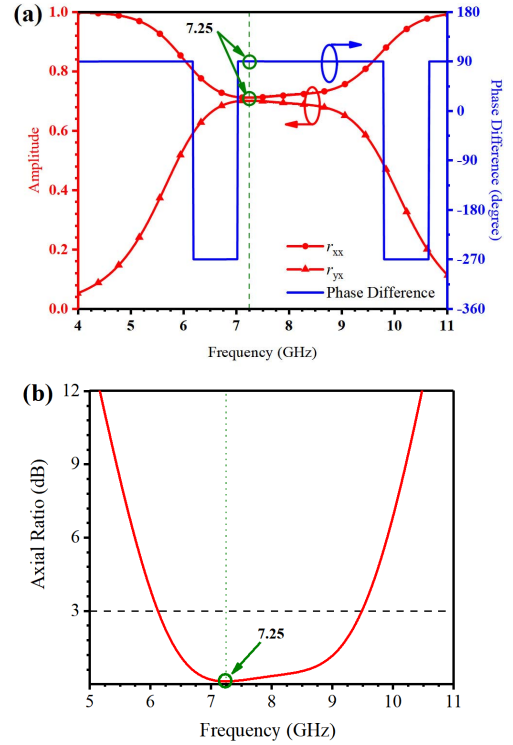 (a)
7.25
1.0
0.8
0.6
0.4
0.2
0.0
Amplitude
180
90
0
-90
-180
-270
-360
Phase Difference (degree)
rxx
ryx
Phase Difference
4 5 6 7 8 9 10 11
Frequency (GHz)
(b)
12
9
6
3
Axial Ratio (dB)
7.25
5 6 7 8 9 10 11
Frequency (GHz)